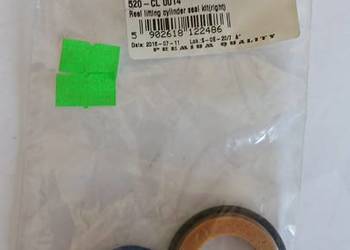 520-CL 0014
Reel lifting cylinder seal kit(right)
5 902618 122486
Date: 2018-07-11
PREMIUM QUALITY